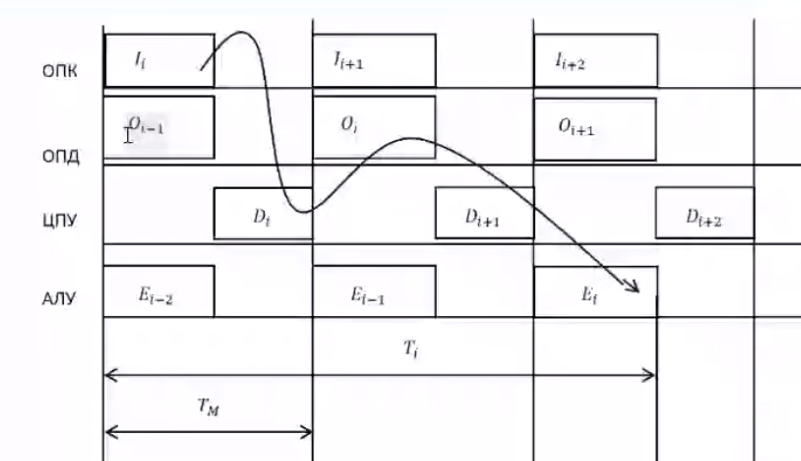 ОПК I_i I_{i+1} I_{i+2}
ОПД O_{i-1} O_i O_{i+1}
ЦПУ D_i D_{i+1} D_{i+2}
АЛУ E_{i-2} E_{i-1} E_i
T_i
T_M